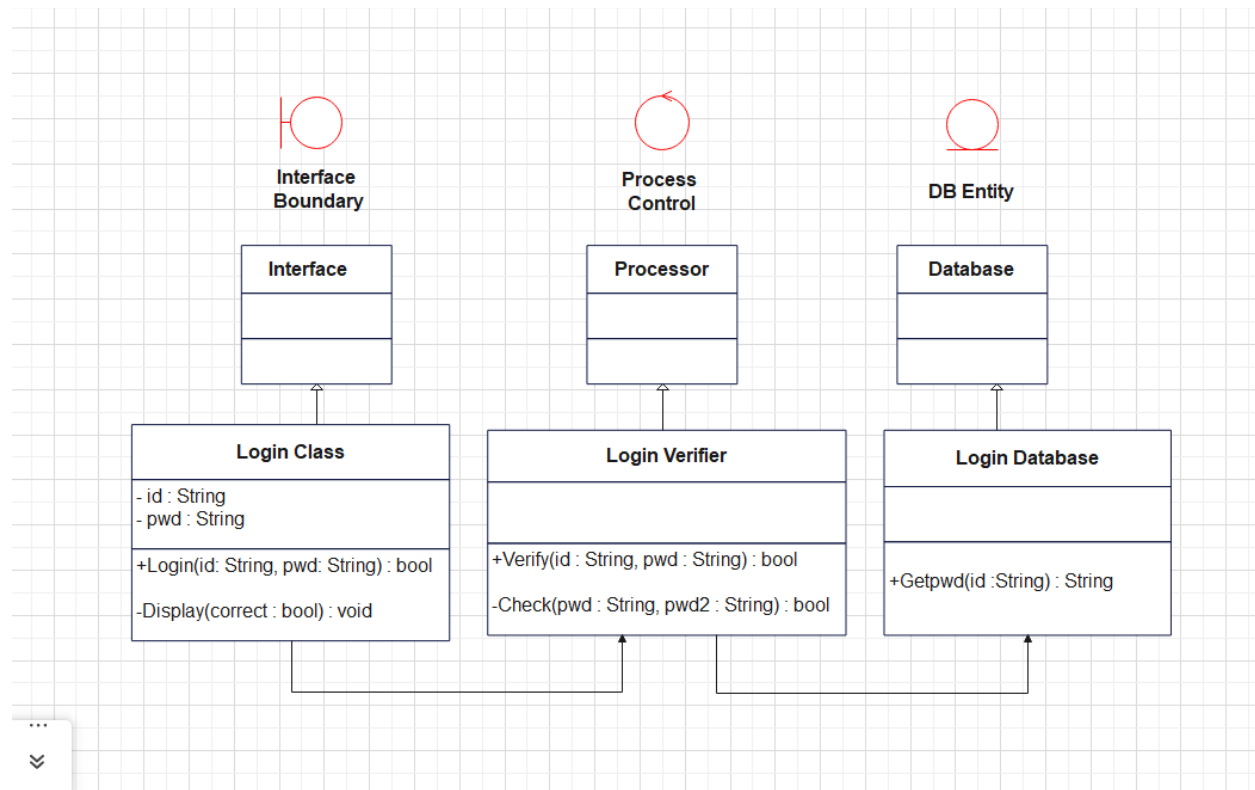 Interface
Boundary
Process
Control
DB Entity
Interface
Processor
Database
Login Class
- id : String
- pwd : String
+Login(id: String, pwd: String) : bool
-Display(correct : bool) : void
Login Verifier
+Verify(id : String, pwd : String) : bool
-Check(pwd : String, pwd2 : String) : bool
Login Database
+Getpwd(id :String) : String